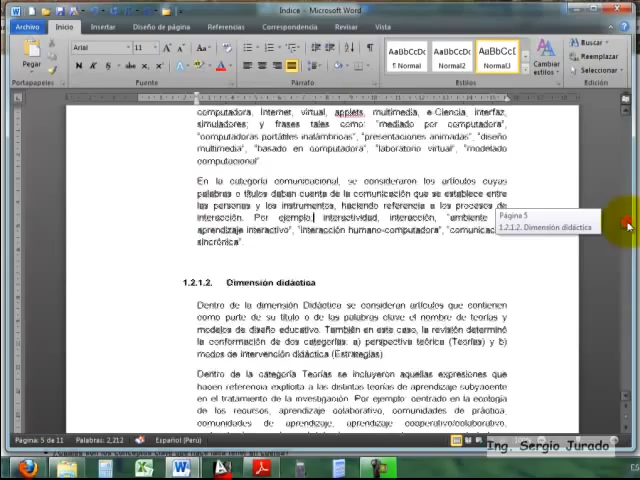 Índice - Microsoft Word
Archivo Inicio Insertar Diseño de página Referencias Correspondencia Revisar Vista
Arial 11
AaBbCcDc AaBbCcDc AaBbCcD
Buscar
Reemplazar
Seleccionar
Pegar
¶ Normal Normal2 Normal3
Cambiar estilos
Portapapeles Fuente Párrafo Estilos Edición
computadora, Internet, virtual, applets, multimedia, e-Ciencia, interfaz,
simuladores; y frases tales como: "mediado por computadora",
"computadoras portátiles inalámbricas", "presentaciones animadas", "diseño
multimedia", "basado en computadora", "laboratorio virtual", "modelado
computacional"
En la categoría comunicacional, se consideraron los artículos cuyas
palabras o títulos daban cuenta de la comunicación que se establece entre
las personas y los instrumentos, haciendo referencia a los procesos de
interacción. Por ejemplo, interactividad, interacción, "ambiente
aprendizaje interactivo", "interacción humano-computadora", "comunicac
sincrónica".
Página 5
1.2.1.2. Dimensión didáctica
1.2.1.2. Dimensión didáctica
Dentro de la dimensión Didáctica se consideran artículos que contienen
como parte de su título o de las palabras clave el nombre de teorías y
modelos de diseño educativo. También en este caso, la revisión determinó
la conformación de dos categorías: a) perspectiva teórica (Teorías) y b)
modos de intervención didáctica (Estrategias)
Dentro de la categoría Teorías se incluyeron aquellas expresiones que
hacen referencia explícita a las distintas teorías de aprendizaje subyacente
en el tratamiento de la investigación. Por ejemplo: centrado en la ecología
de los recursos, aprendizaje colaborativo, comunidades de práctica,
comunidades de aprendizaje, aprendizaje cooperativo/colaborativo,
Página: 5 de 11 Palabras: 2,212 Español (Perú)
Ing. Sergio Jurado
ES